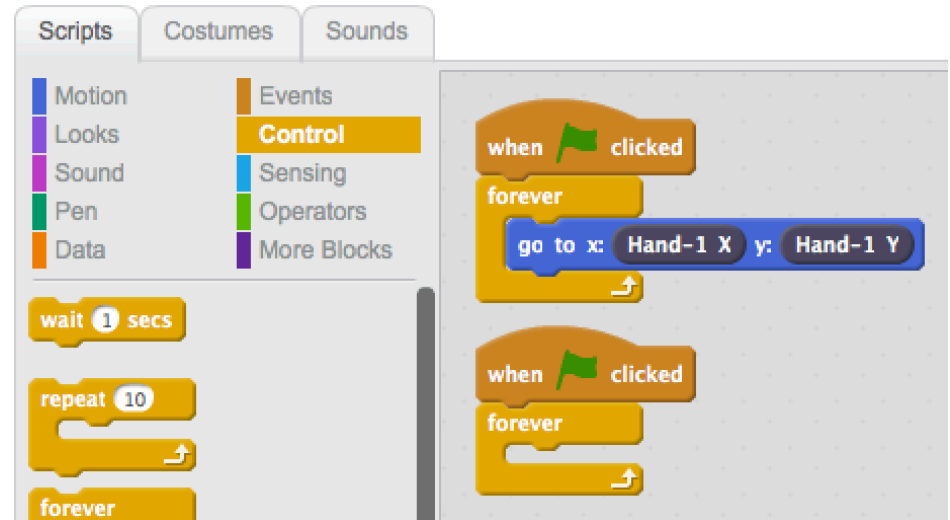 Scripts Costumes Sounds
Motion Events
Looks Control
Sound Sensing
Pen Operators
Data More Blocks
wait 1 secs
repeat 10
forever
when clicked
forever
go to x: Hand-1 X y: Hand-1 Y
when clicked
forever